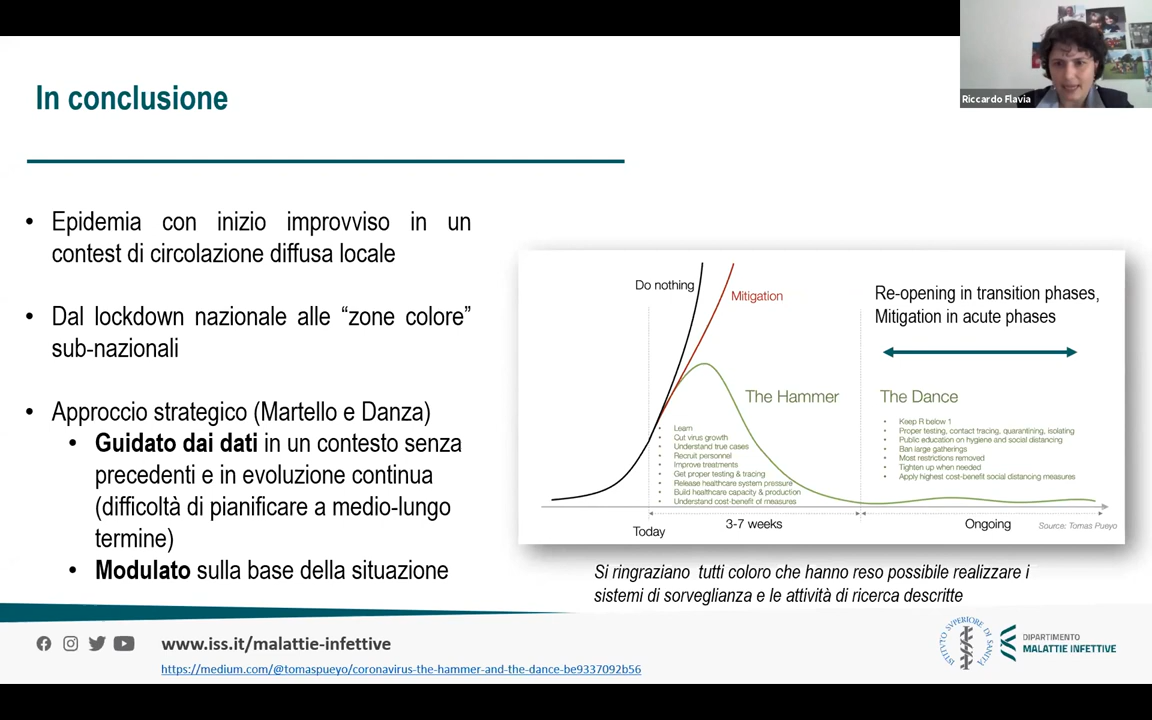 Riccardo Flavia
In conclusione
• Epidemia con inizio improvviso in un
contest di circolazione diffusa locale
• Dal lockdown nazionale alle “zone colore”
sub-nazionali
• Approccio strategico (Martello e Danza)
• Guidato dai dati in un contesto senza
precedenti e in evoluzione continua
(difficoltà di pianificare a medio-lungo
termine)
• Modulato sulla base della situazione
Do nothing
Mitigation
Re-opening in transition phases,
Mitigation in acute phases
The Hammer
The Dance
• Learn
• Cut virus growth
• Understand true cases
• Recruit personnel
• Improve treatments
• Get proper testing & tracing
• Release healthcare system pressure
• Build healthcare capacity & production
• Understand cost-benefit of measures
• Keep R below 1
• Proper testing, contact tracing, quarantining, isolating
• Public education on hygiene and social distancing
• Ban large gatherings
• Most restrictions removed
• Tighten up when needed
• Apply highest cost-benefit social distancing measures
Today
3-7 weeks
Ongoing
Source: Tomas Pueyo
Si ringraziano tutti coloro che hanno reso possibile realizzare i
sistemi di sorveglianza e le attività di ricerca descritte
www.iss.it/malattie-infettive
https://medium.com/@tomaspueyo/coronavirus-the-hammer-and-the-dance-be9337092b56
ISTITUTO SVPERIORE DI SANITÀ
DIPARTIMENTO
MALATTIE INFETTIVE